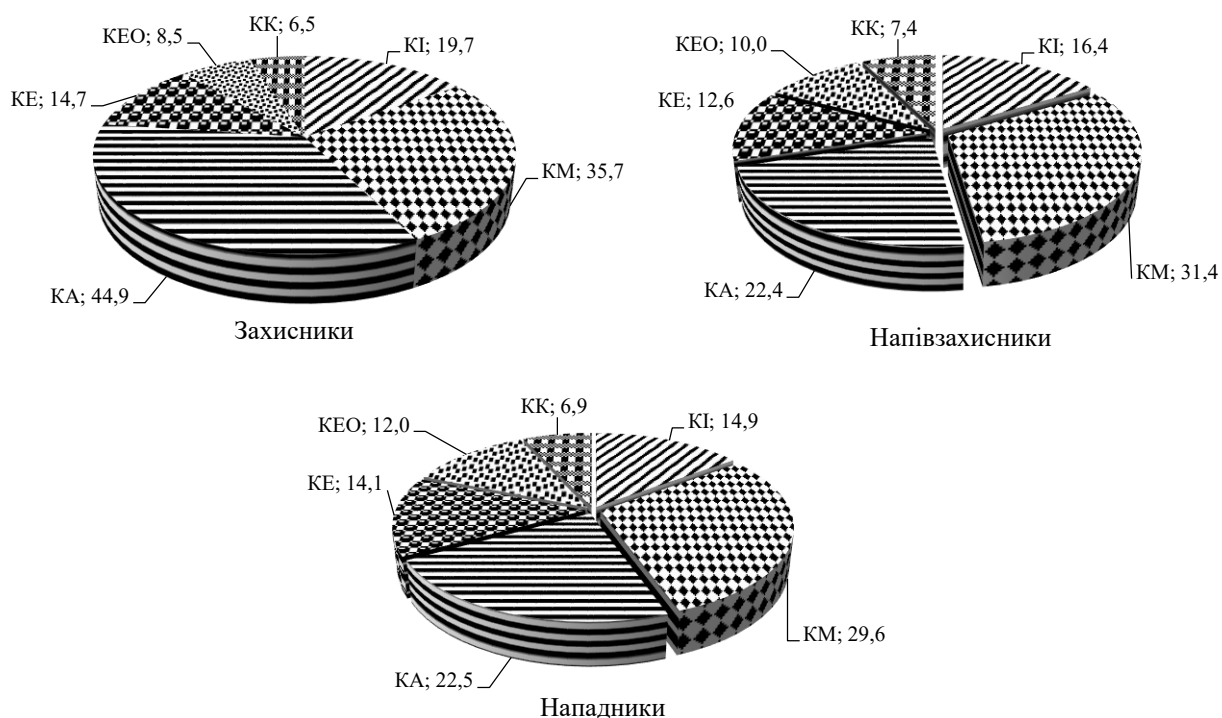 КК; 6,5
КЕО; 8,5
КІ; 19,7
КЕ; 14,7
КМ; 35,7
КА; 44,9
Захисники
КК; 7,4
КЕО; 10,0
КІ; 16,4
КЕ; 12,6
КМ; 31,4
КА; 22,4
Напівзахисники
КК; 6,9
КЕО; 12,0
КІ; 14,9
КЕ; 14,1
КМ; 29,6
КА; 22,5
Нападники